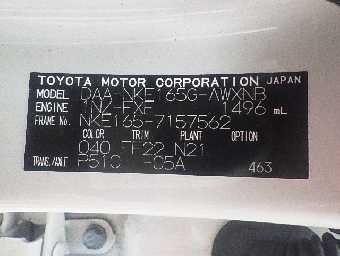 TOYOTA MOTOR CORPORATION JAPAN
MODEL DAA-NKE165G-AWXNB
ENGINE 1NZ-FXE 1496 mL
FRAME No. NKE165-7157562
COLOR TRIM PLANT OPTION
040 FF22 N21
TRANS./AXLE P510 -05A
463